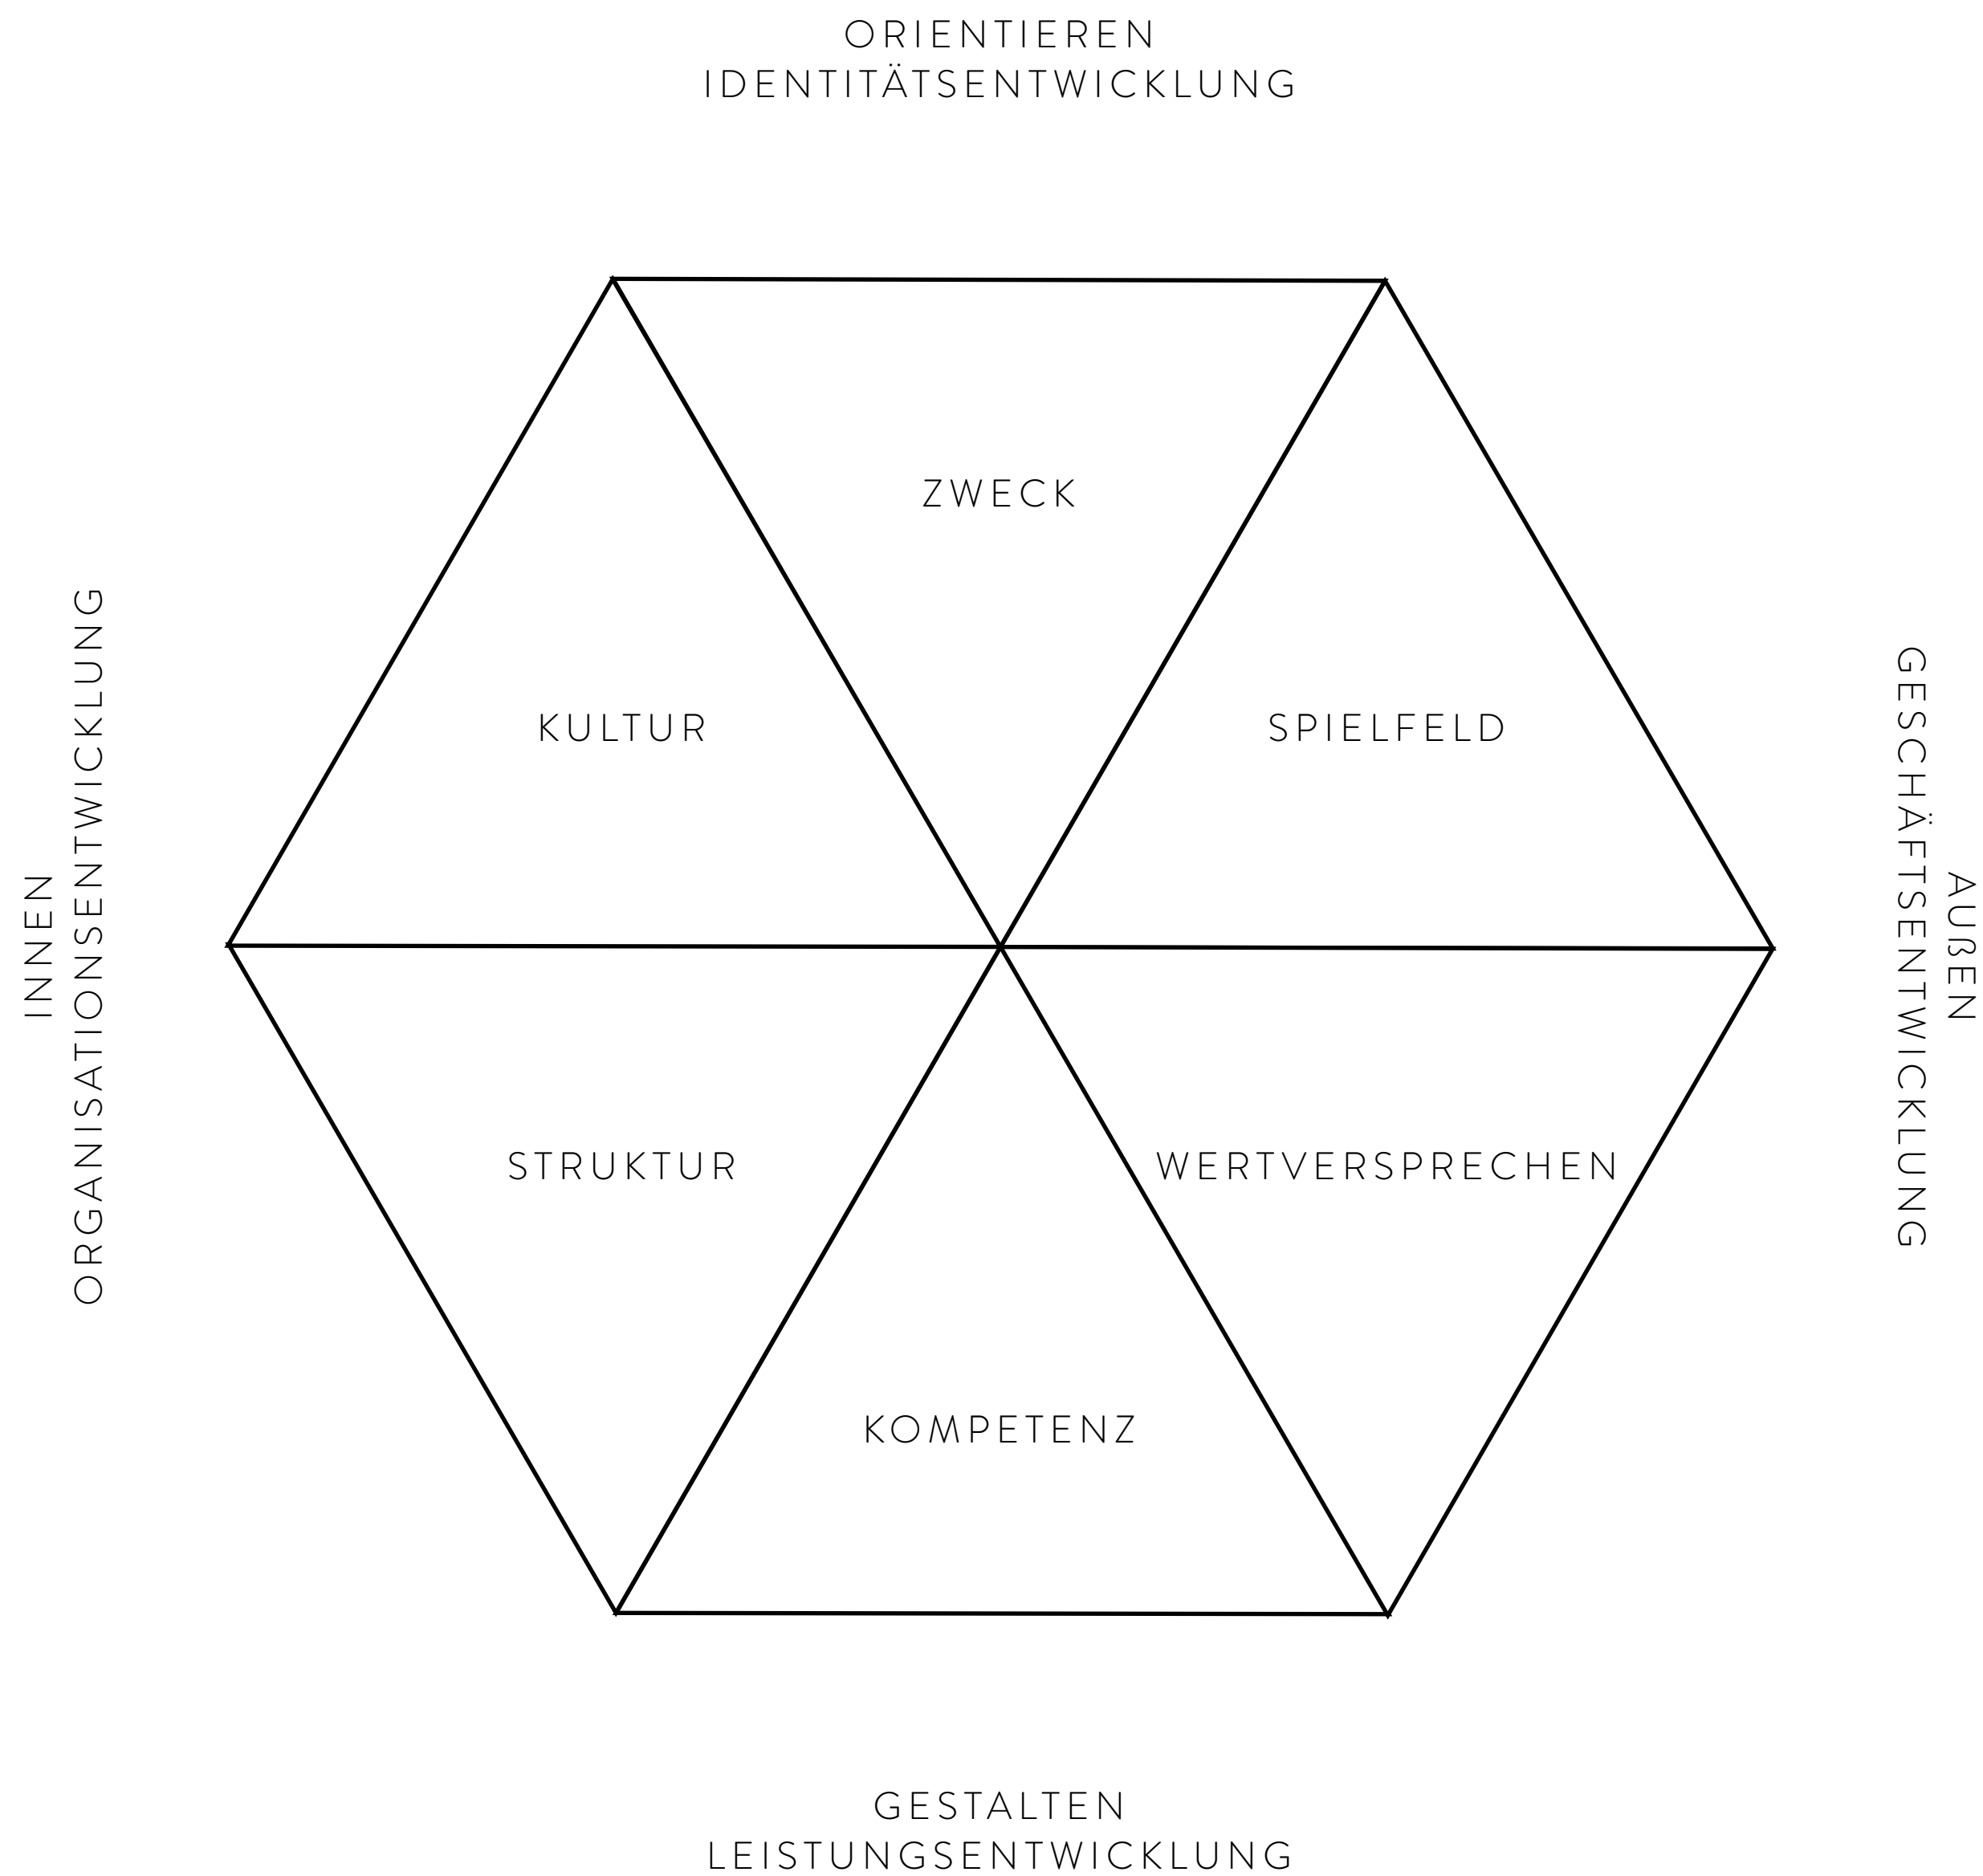 ORIENTIEREN
IDENTITÄTSENTWICKLUNG
ZWECK
KULTUR
SPIELFELD
INNEN
ORGANISATIONSENTWICKLUNG
GESCHÄFTSENTWICKLUNG
AUßEN
STRUKTUR
WERTVERSPRECHEN
KOMPETENZ
GESTALTEN
LEISTUNGSENTWICKLUNG